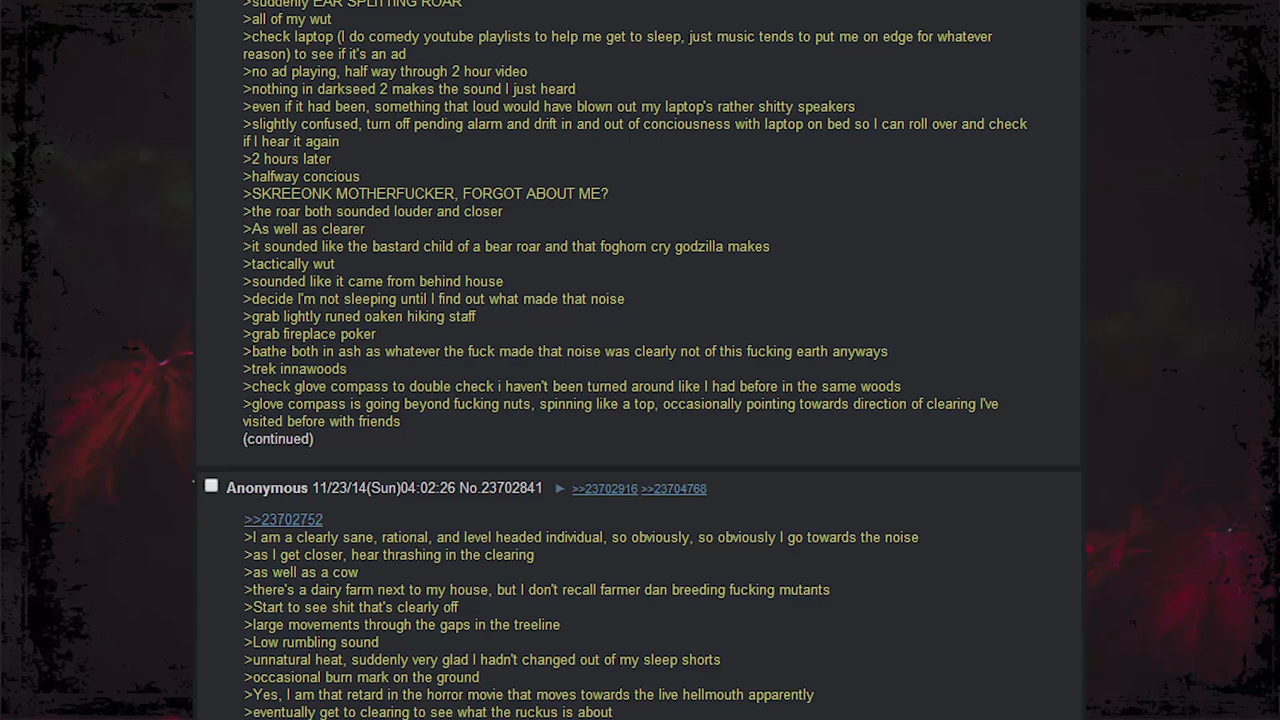 >suddenly EAR SPLITTING ROAR
>all of my wut
>check laptop (I do comedy youtube playlists to help me get to sleep, just music tends to put me on edge for whatever
reason) to see if it's an ad
>no ad playing, half way through 2 hour video
>nothing in darkseed 2 makes the sound I just heard
>even if it had been, something that loud would have blown out my laptop's rather shitty speakers
>slightly confused, turn off pending alarm and drift in and out of conciousness with laptop on bed so I can roll over and check
if I hear it again
>2 hours later
>halfway concious
>SKREEONK MOTHERFUCKER, FORGOT ABOUT ME?
>the roar both sounded louder and closer
>As well as clearer
>it sounded like the bastard child of a bear roar and that foghorn cry godzilla makes
>tactically wut
>sounded like it came from behind house
>decide I'm not sleeping until I find out what made that noise
>grab lightly runed oaken hiking staff
>grab fireplace poker
>bathe both in ash as whatever the fuck made that noise was clearly not of this fucking earth anyways
>trek innawoods
>check glove compass to double check i haven't been turned around like I had before in the same woods
>glove compass is going beyond fucking nuts, spinning like a top, occasionally pointing towards direction of clearing I've
visited before with friends
(continued)
Anonymous 11/23/14(Sun)04:02:26 No.23702841 ▶ >>23702916 >>23704768
>>23702752
>I am a clearly sane, rational, and level headed individual, so obviously, so obviously I go towards the noise
>as I get closer, hear thrashing in the clearing
>as well as a cow
>there's a dairy farm next to my house, but I don't recall farmer dan breeding fucking mutants
>Start to see shit that's clearly off
>large movements through the gaps in the treeline
>Low rumbling sound
>unnatural heat, suddenly very glad I hadn't changed out of my sleep shorts
>occasional burn mark on the ground
>Yes, I am that retard in the horror movie that moves towards the live hellmouth apparently
>eventually get to clearing to see what the ruckus is about